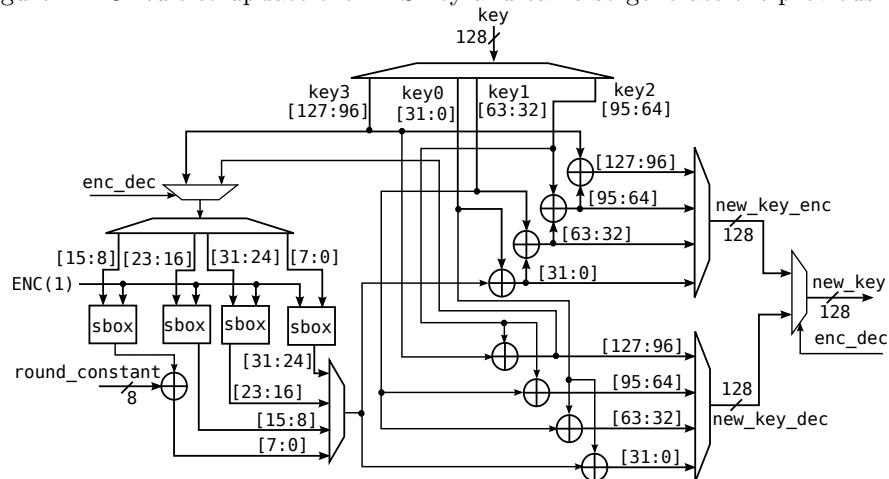 key
128
key3
key0
key1
key2
[127:96]
[31:0]
[63:32]
[95:64]
enc_dec
[127:96]
[95:64]
[63:32]
[31:0]
new_key_enc
128
[15:8]
[23:16]
[31:24]
[7:0]
ENC(1)
sbox
sbox
sbox
sbox
new_key
128
enc_dec
round_constant
8
[31:24]
[23:16]
[15:8]
[7:0]
[127:96]
[95:64]
[63:32]
[31:0]
128
new_key_dec